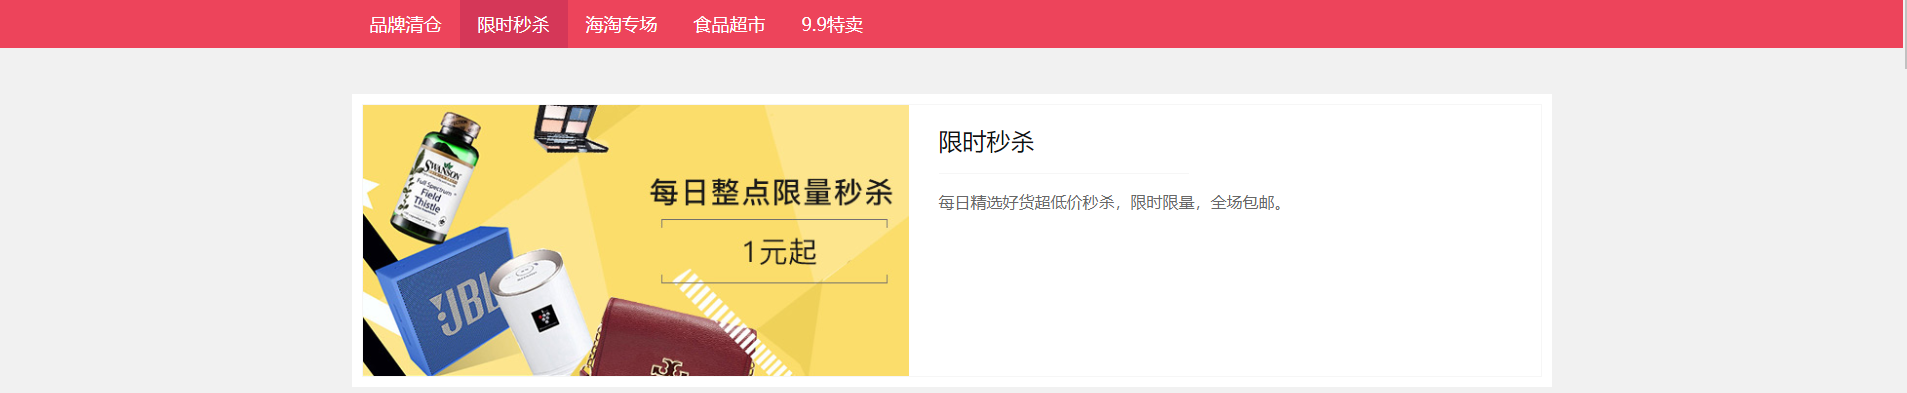 品牌清仓 限时秒杀 海淘专场 食品超市 9.9特卖
SWANSON
Full Spectrum
Field
Thistle
每日整点限量秒杀
1元起
JBL
限时秒杀
每日精选好货超低价秒杀，限时限量，全场包邮。